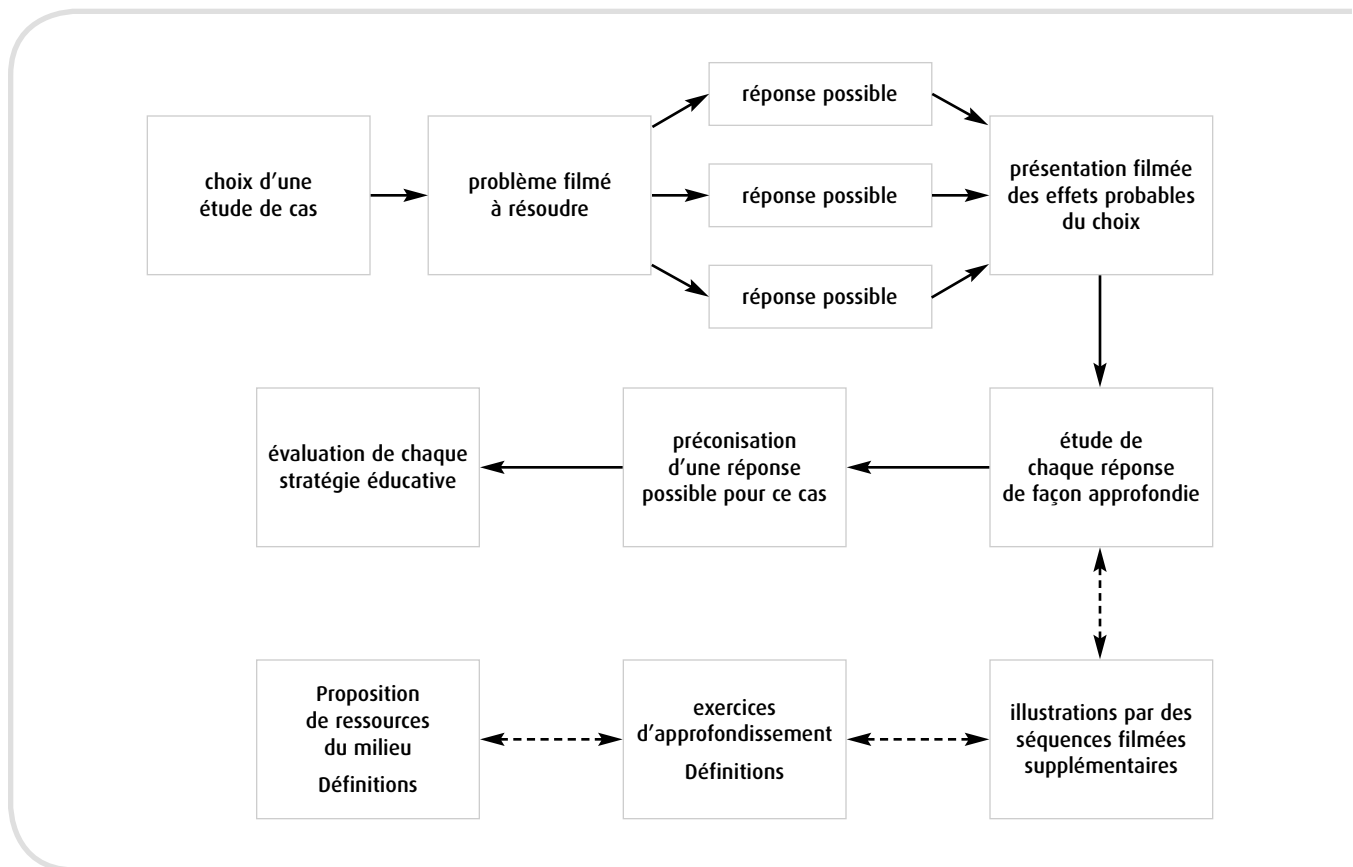 choix d'une
étude de cas
problème filmé
à résoudre
réponse possible
réponse possible
réponse possible
présentation filmée
des effets probables
du choix
évaluation de chaque
stratégie éducative
préconisation
d'une réponse
possible pour ce cas
étude de
chaque réponse
de façon approfondie
Proposition
de ressources
du milieu
Définitions
exercices
d'approfondissement
Définitions
illustrations par des
séquences filmées
supplémentaires